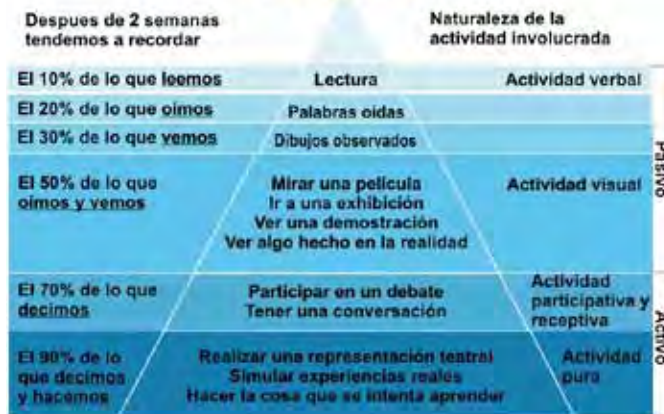 Despues de 2 semanas
tendemos a recordar
Naturaleza de la
actividad involucrada
El 10% de lo que leemos
Lectura
Actividad verbal
El 20% de lo que oimos
Palabras oidas
El 30% de lo que vemos
Dibujos observados
El 50% de lo que
oimos y vemos
Mirar una película
Ir a una exhibición
Ver una demostración
Ver algo hecho en la realidad
Actividad visual
Pasivo
El 70% de lo que
decimos
Participar en un debate
Tener una conversación
Actividad
participativa y
receptiva
El 90% de lo
que decimos
y hacemos
Realizar una representación teatral
Simular experiencias reales
Hacer la cosa que se intenta aprender
Actividad
pura
Activo